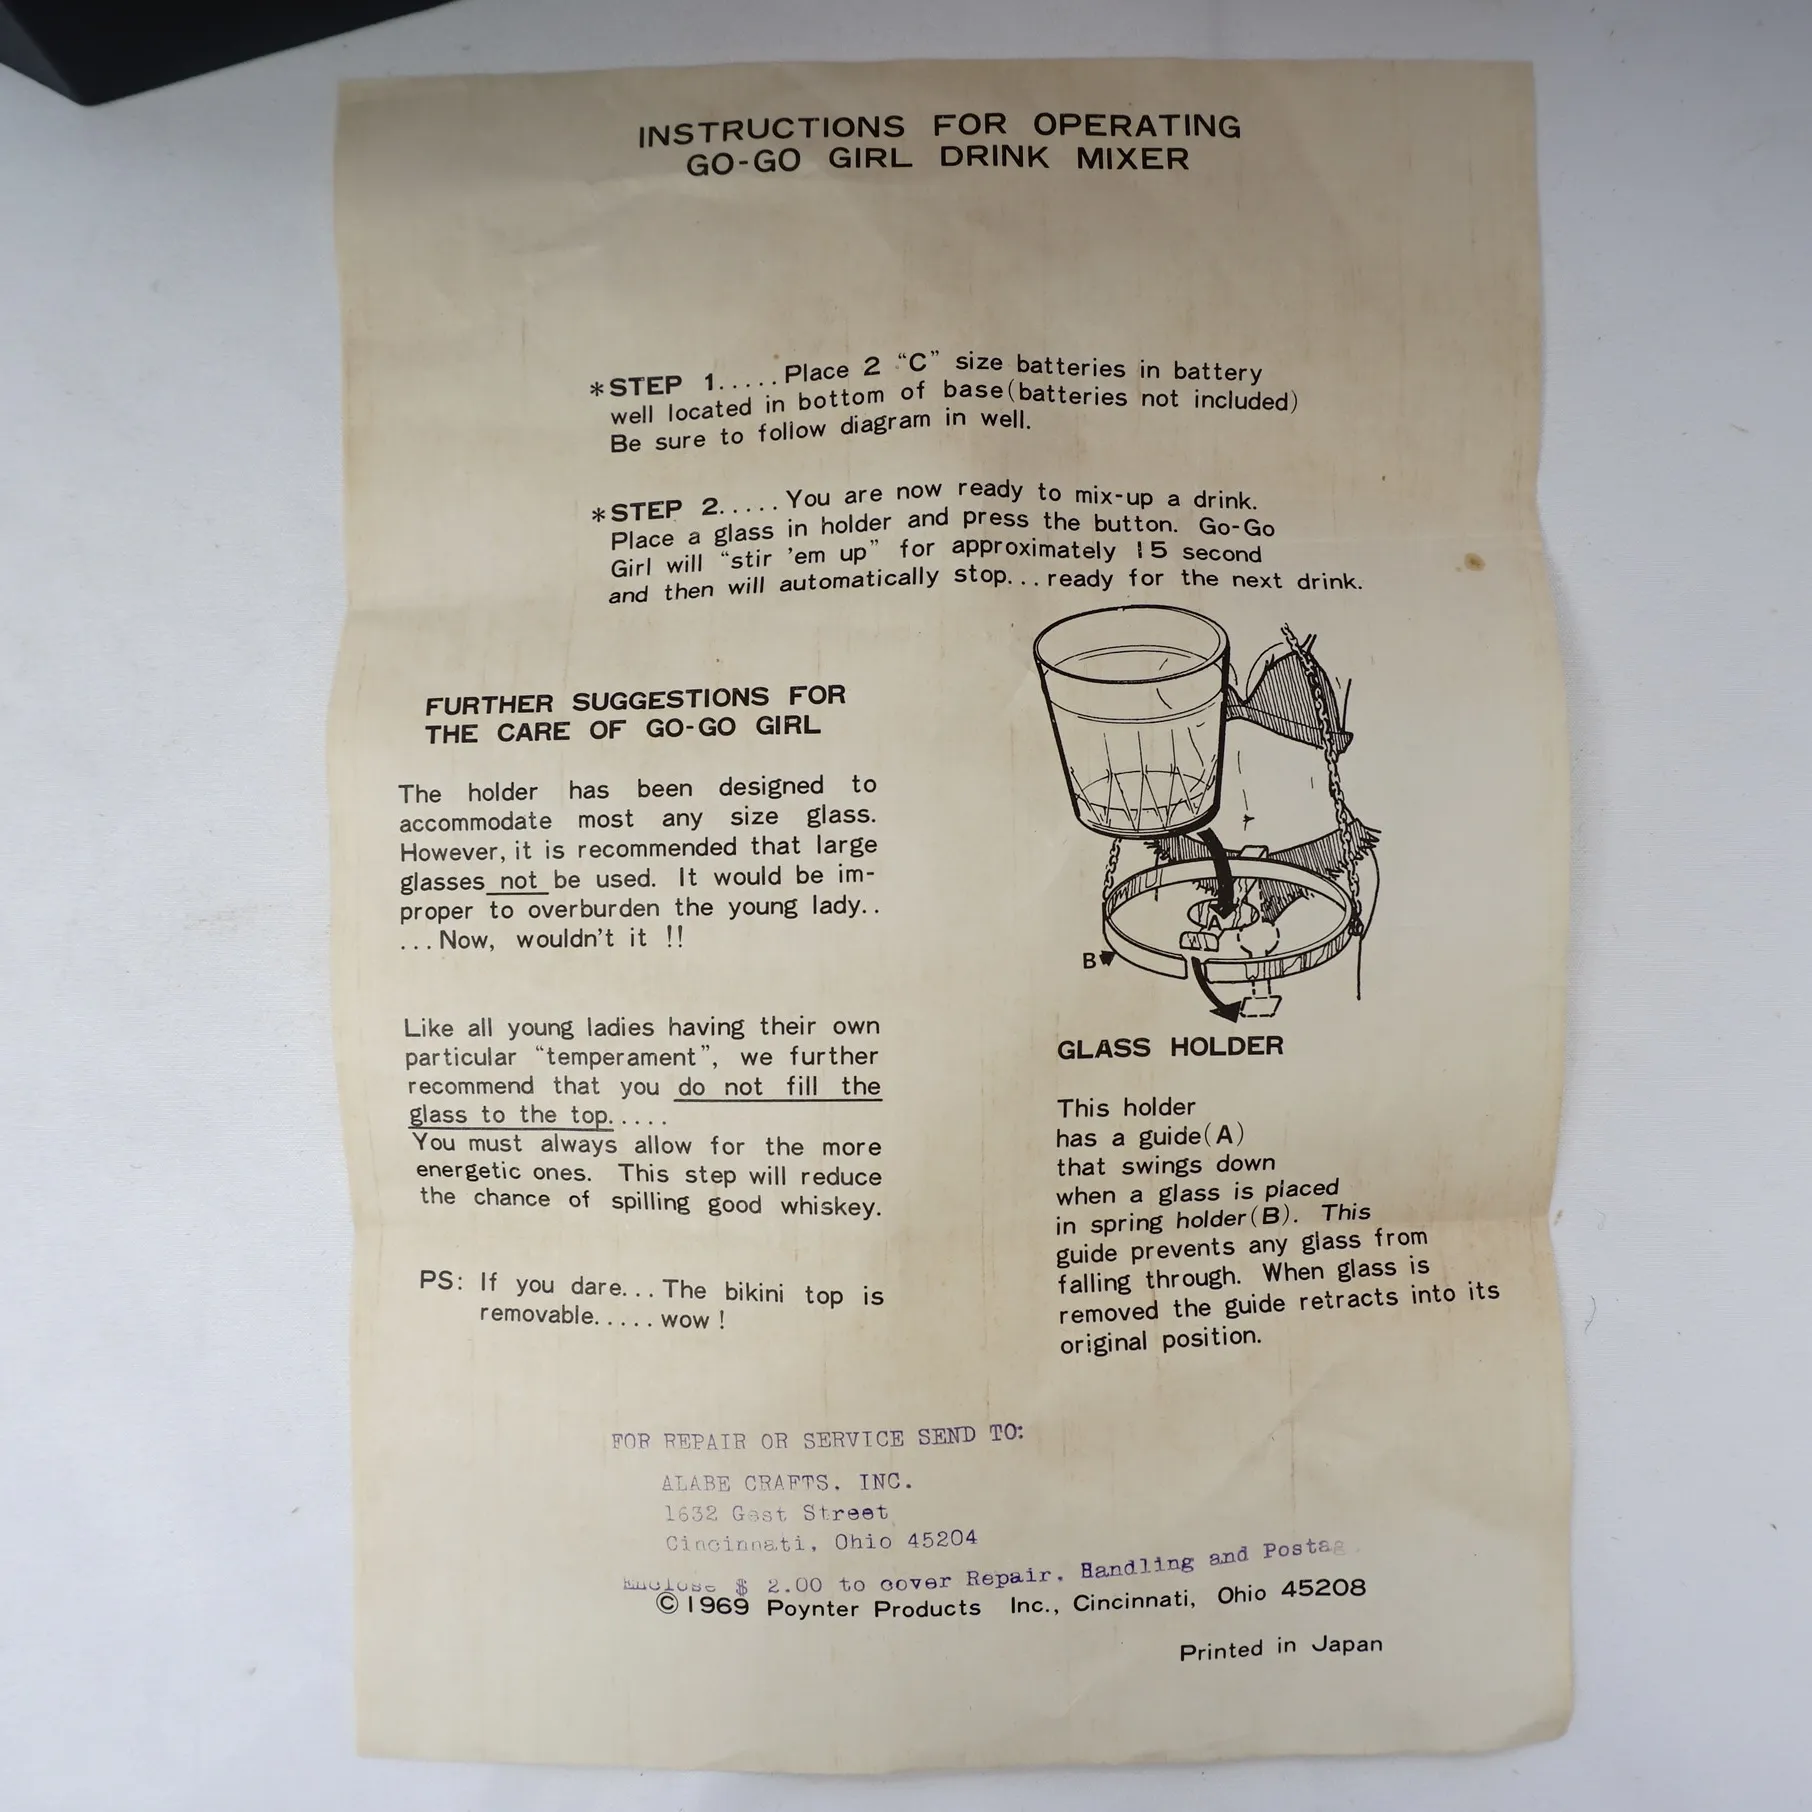 INSTRUCTIONS FOR OPERATING
GO-GO GIRL DRINK MIXER
*STEP 1.....Place 2 “C” size batteries in battery
well located in bottom of base(batteries not included)
Be sure to follow diagram in well.
*STEP 2.....You are now ready to mix-up a drink.
Place a glass in holder and press the button. Go-Go
Girl will “stir 'em up” for approximately 15 second
and then will automatically stop...ready for the next drink.
FURTHER SUGGESTIONS FOR
THE CARE OF GO-GO GIRL
The holder has been designed to
accommodate most any size glass.
However, it is recommended that large
glasses not be used. It would be im-
proper to overburden the young lady..
...Now, wouldn't it !!
Like all young ladies having their own
particular “temperament”, we further
recommend that you do not fill the
glass to the top.....
You must always allow for the more
energetic ones. This step will reduce
the chance of spilling good whiskey.
PS: If you dare...The bikini top is
removable.....wow !
A
B
GLASS HOLDER
This holder
has a guide(A)
that swings down
when a glass is placed
in spring holder(B). This
guide prevents any glass from
falling through. When glass is
removed the guide retracts into its
original position.
FOR REPAIR OR SERVICE SEND TO:
ALABE CRAFTS, INC.
1632 Gest Street
Cincinnati, Ohio 45204
Enclose $ 2.00 to cover Repair, Handling and Postag
©1969 Poynter Products Inc., Cincinnati, Ohio 45208
Printed in Japan